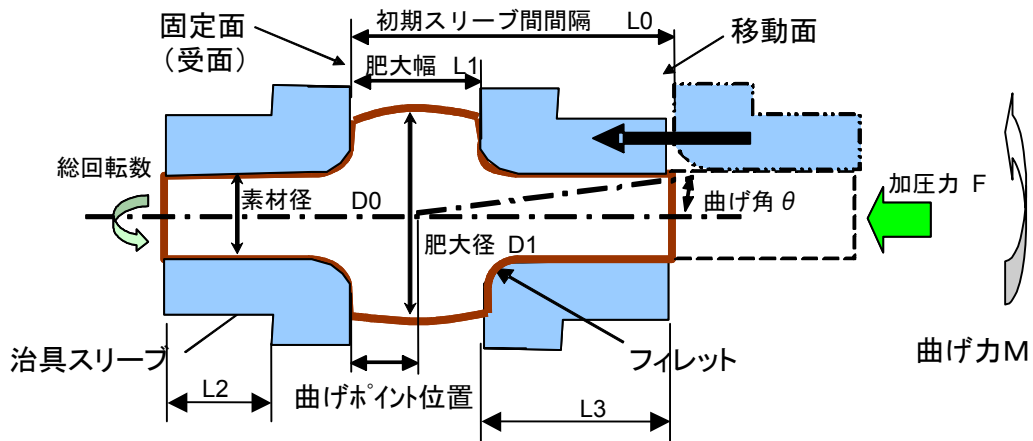 固定面
（受面）
初期スリーブ間間隔 L0
移動面
肥大幅 L1
総回転数
素材径
D0
曲げ角θ
加圧力 F
肥大径 D1
治具スリーブ
L2
曲げポイント位置
フィレット
L3
曲げ力M